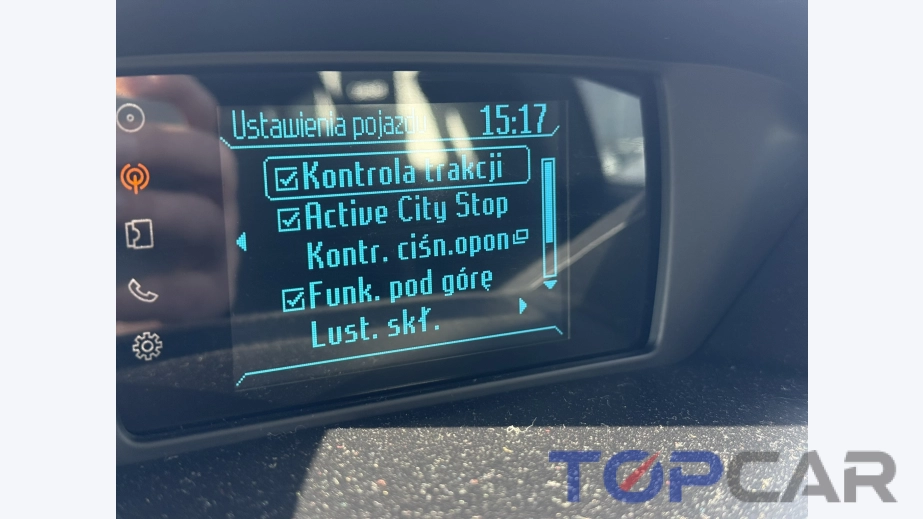 Ustawienia pojazdu 15:17
Kontrola trakcji
Active City Stop
Kontr. ciśn.opon
Funk. pod górę
Lust. skł.
TOPCAR